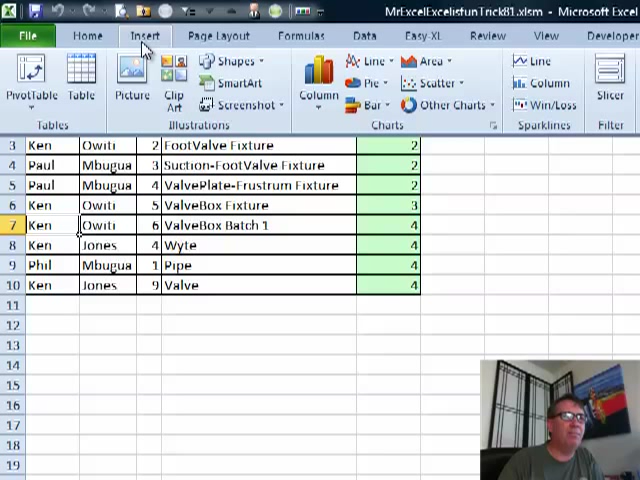 MrExcelExcelisfunTrick81.xlsm - Microsoft Excel
File Home Insert Page Layout Formulas Data Easy-XL Review View Developer
PivotTable Table Picture Clip Art Shapes SmartArt Screenshot Column Line Pie Bar Area Scatter Other Charts Line Column Win/Loss Slicer
Tables Illustrations Charts Sparklines Filter
3 Ken Owiti 2 FootValve Fixture 2
4 Paul Mbugua 3 Suction-FootValve Fixture 2
5 Paul Mbugua 4 ValvePlate-Frustrum Fixture 2
6 Ken Owiti 5 ValveBox Fixture 3
7 Ken Owiti 6 ValveBox Batch 1 4
8 Ken Jones 4 Wyte 4
9 Phil Mbugua 1 Pipe 4
10 Ken Jones 9 Valve 4
11
12
13
14
15
16
17
18
19